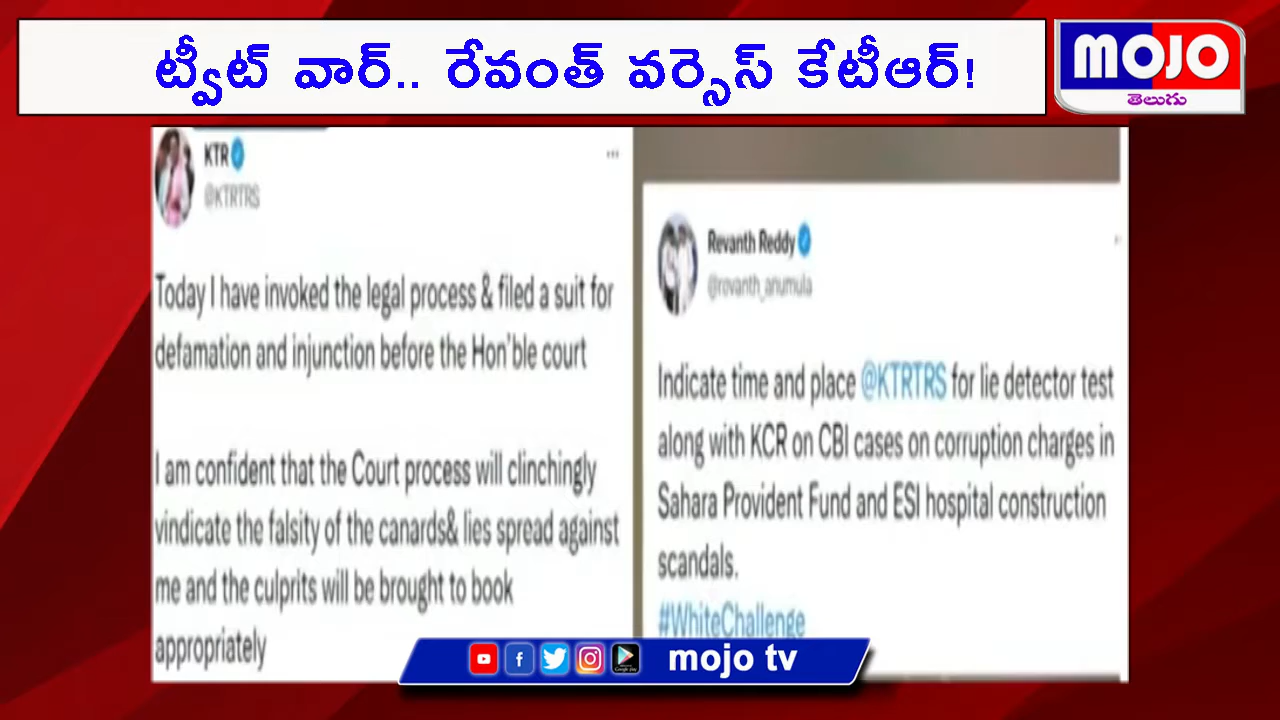 ట్వీట్ వార్.. రేవంత్ వర్సెస్ కేటీఆర్!
mojo
తెలుగు
KTR
@KTRTRS
Today I have invoked the legal process & filed a suit for
defamation and injunction before the Hon'ble court
I am confident that the Court process will clinchingly
vindicate the falsity of the canards& lies spread against
me and the culprits will be brought to book
appropriately
Revanth Reddy
@revanth_anumula
Indicate time and place @KTRTRS for lie detector test
along with KCR on CBI cases on corruption charges in
Sahara Provident Fund and ESI hospital construction
scandals.
#WhiteChallenge
mojo tv